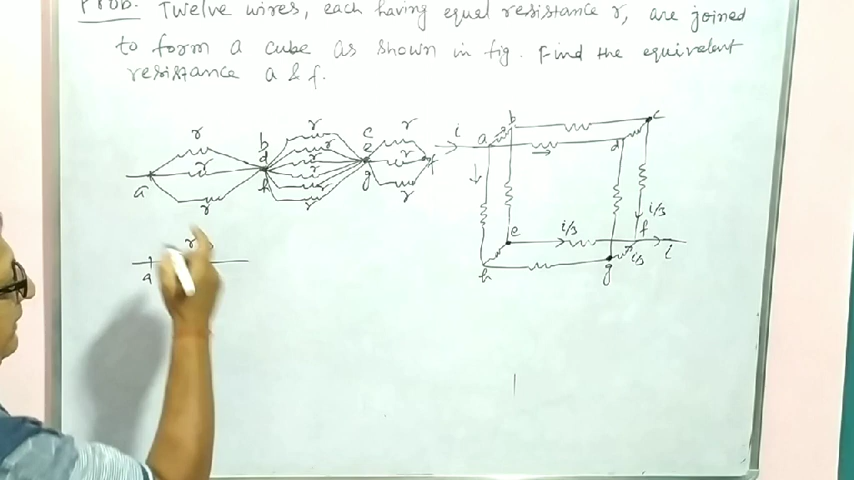 Prob. Twelve wires, each having equal resistance r, are joined
to form a cube as shown in fig. Find the equivalent
resistance a & f.
r r r
r
r r r
r
r r r
r
a
b
d
h
c
e
g
f
i
a b c
d
i/3
e i/3 f
i
h g i/3
r
a